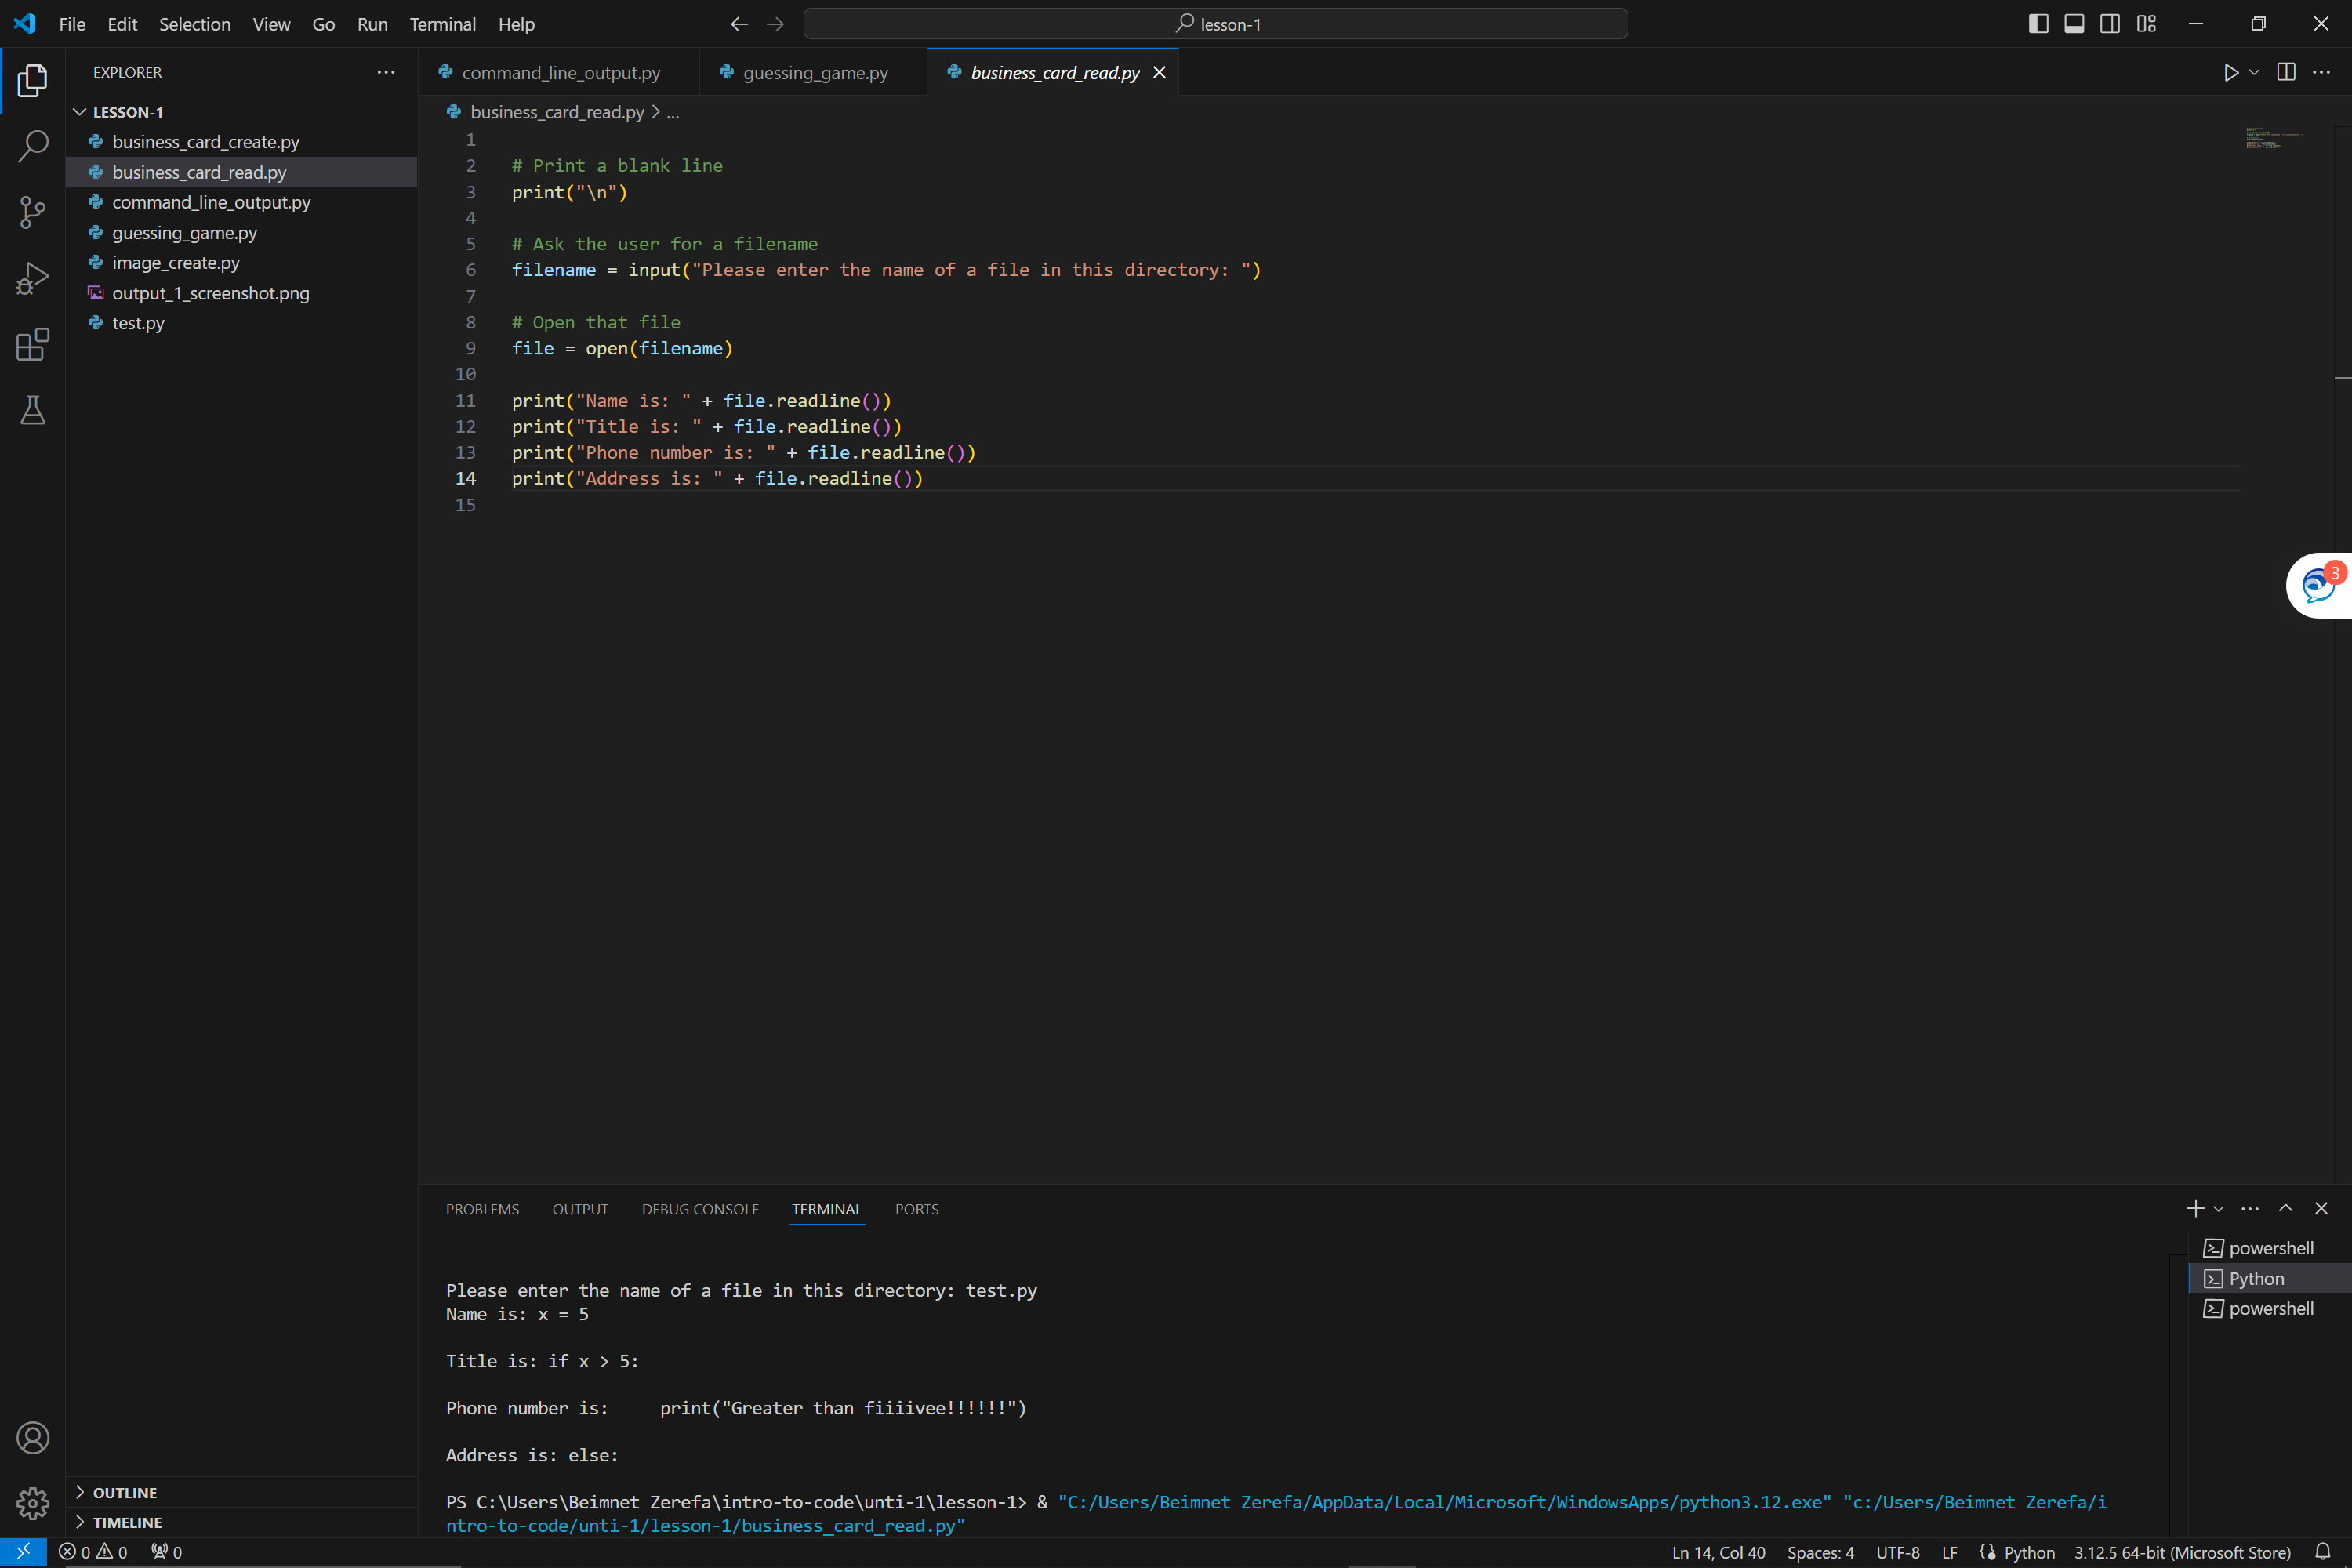 File Edit Selection View Go Run Terminal Help
lesson-1
EXPLORER
LESSON-1
business_card_create.py
business_card_read.py
command_line_output.py
guessing_game.py
image_create.py
output_1_screenshot.png
test.py
OUTLINE
TIMELINE
command_line_output.py guessing_game.py business_card_read.py
business_card_read.py > ...
1
2 # Print a blank line
3 print("\n")
4
5 # Ask the user for a filename
6 filename = input("Please enter the name of a file in this directory: ")
7
8 # Open that file
9 file = open(filename)
10
11 print("Name is: " + file.readline())
12 print("Title is: " + file.readline())
13 print("Phone number is: " + file.readline())
14 print("Address is: " + file.readline())
15
3
PROBLEMS OUTPUT DEBUG CONSOLE TERMINAL PORTS
Please enter the name of a file in this directory: test.py
Name is: x = 5
Title is: if x > 5:
Phone number is:     print("Greater than fiiiivee!!!!!!")
Address is: else:
PS C:\Users\Beimnet Zerefa\intro-to-code\unti-1\lesson-1> & "C:/Users/Beimnet Zerefa/AppData/Local/Microsoft/WindowsApps/python3.12.exe" "c:/Users/Beimnet Zerefa/i
ntro-to-code/unti-1/lesson-1/business_card_read.py"
powershell
Python
powershell
0 0 0
Ln 14, Col 40 Spaces: 4 UTF-8 LF Python 3.12.5 64-bit (Microsoft Store)